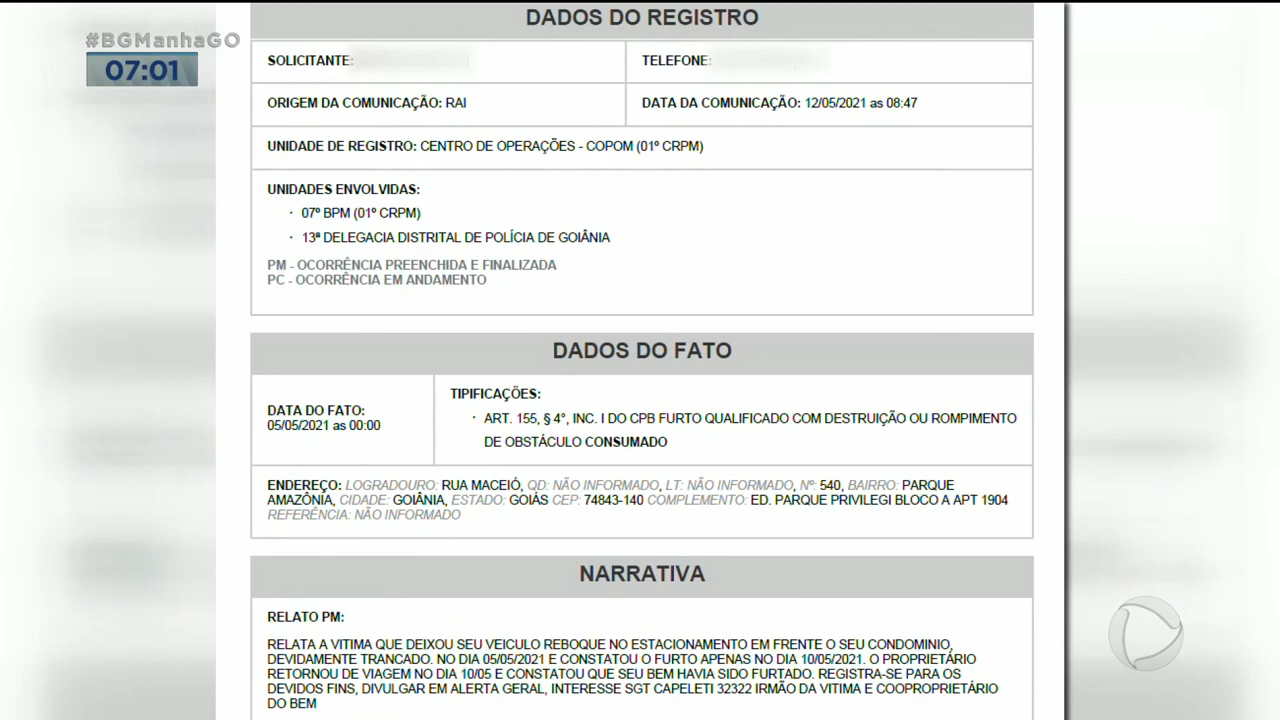 #BGManhaGO
07:01
DADOS DO REGISTRO
SOLICITANTE:
TELEFONE:
ORIGEM DA COMUNICAÇÃO: RAI
DATA DA COMUNICAÇÃO: 12/05/2021 as 08:47
UNIDADE DE REGISTRO: CENTRO DE OPERAÇÕES - COPOM (01º CRPM)
UNIDADES ENVOLVIDAS:
· 07º BPM (01º CRPM)
· 13ª DELEGACIA DISTRITAL DE POLÍCIA DE GOIÂNIA
PM - OCORRÊNCIA PREENCHIDA E FINALIZADA
PC - OCORRÊNCIA EM ANDAMENTO
DADOS DO FATO
DATA DO FATO:
05/05/2021 as 00:00
TIPIFICAÇÕES:
· ART. 155, § 4°, INC. I DO CPB FURTO QUALIFICADO COM DESTRUIÇÃO OU ROMPIMENTO
DE OBSTÁCULO CONSUMADO
ENDEREÇO: LOGRADOURO: RUA MACEIÓ, QD: NÃO INFORMADO, LT: NÃO INFORMADO, Nº: 540, BAIRRO: PARQUE
AMAZÔNIA, CIDADE: GOIÂNIA, ESTADO: GOIÁS CEP: 74843-140 COMPLEMENTO: ED. PARQUE PRIVILEGI BLOCO A APT 1904
REFERÊNCIA: NÃO INFORMADO
NARRATIVA
RELATO PM:
RELATA A VITIMA QUE DEIXOU SEU VEICULO REBOQUE NO ESTACIONAMENTO EM FRENTE O SEU CONDOMINIO,
DEVIDAMENTE TRANCADO. NO DIA 05/05/2021 E CONSTATOU O FURTO APENAS NO DIA 10/05/2021. O PROPRIETÁRIO
RETORNOU DE VIAGEM NO DIA 10/05 E CONSTATOU QUE SEU BEM HAVIA SIDO FURTADO. REGISTRA-SE PARA OS
DEVIDOS FINS, DIVULGAR EM ALERTA GERAL, INTERESSE SGT CAPELETI 32322 IRMÃO DA VITIMA E COOPROPRIETÁRIO
DO BEM